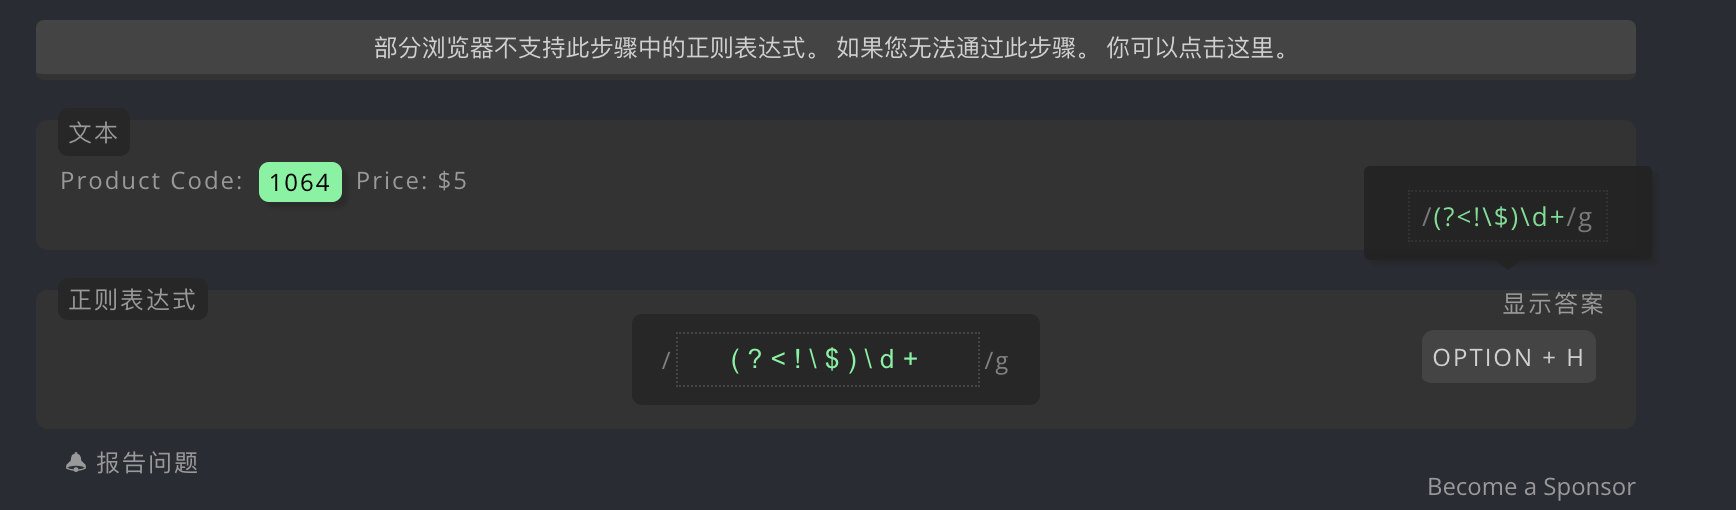 部分浏览器不支持此步骤中的正则表达式。 如果您无法通过此步骤。 你可以点击这里。
文本
Product Code: 1064 Price: $5
/(?<!\$)\d+/g
正则表达式
显示答案
/(?<!\$)\d+/g
OPTION + H
报告问题
Become a Sponsor